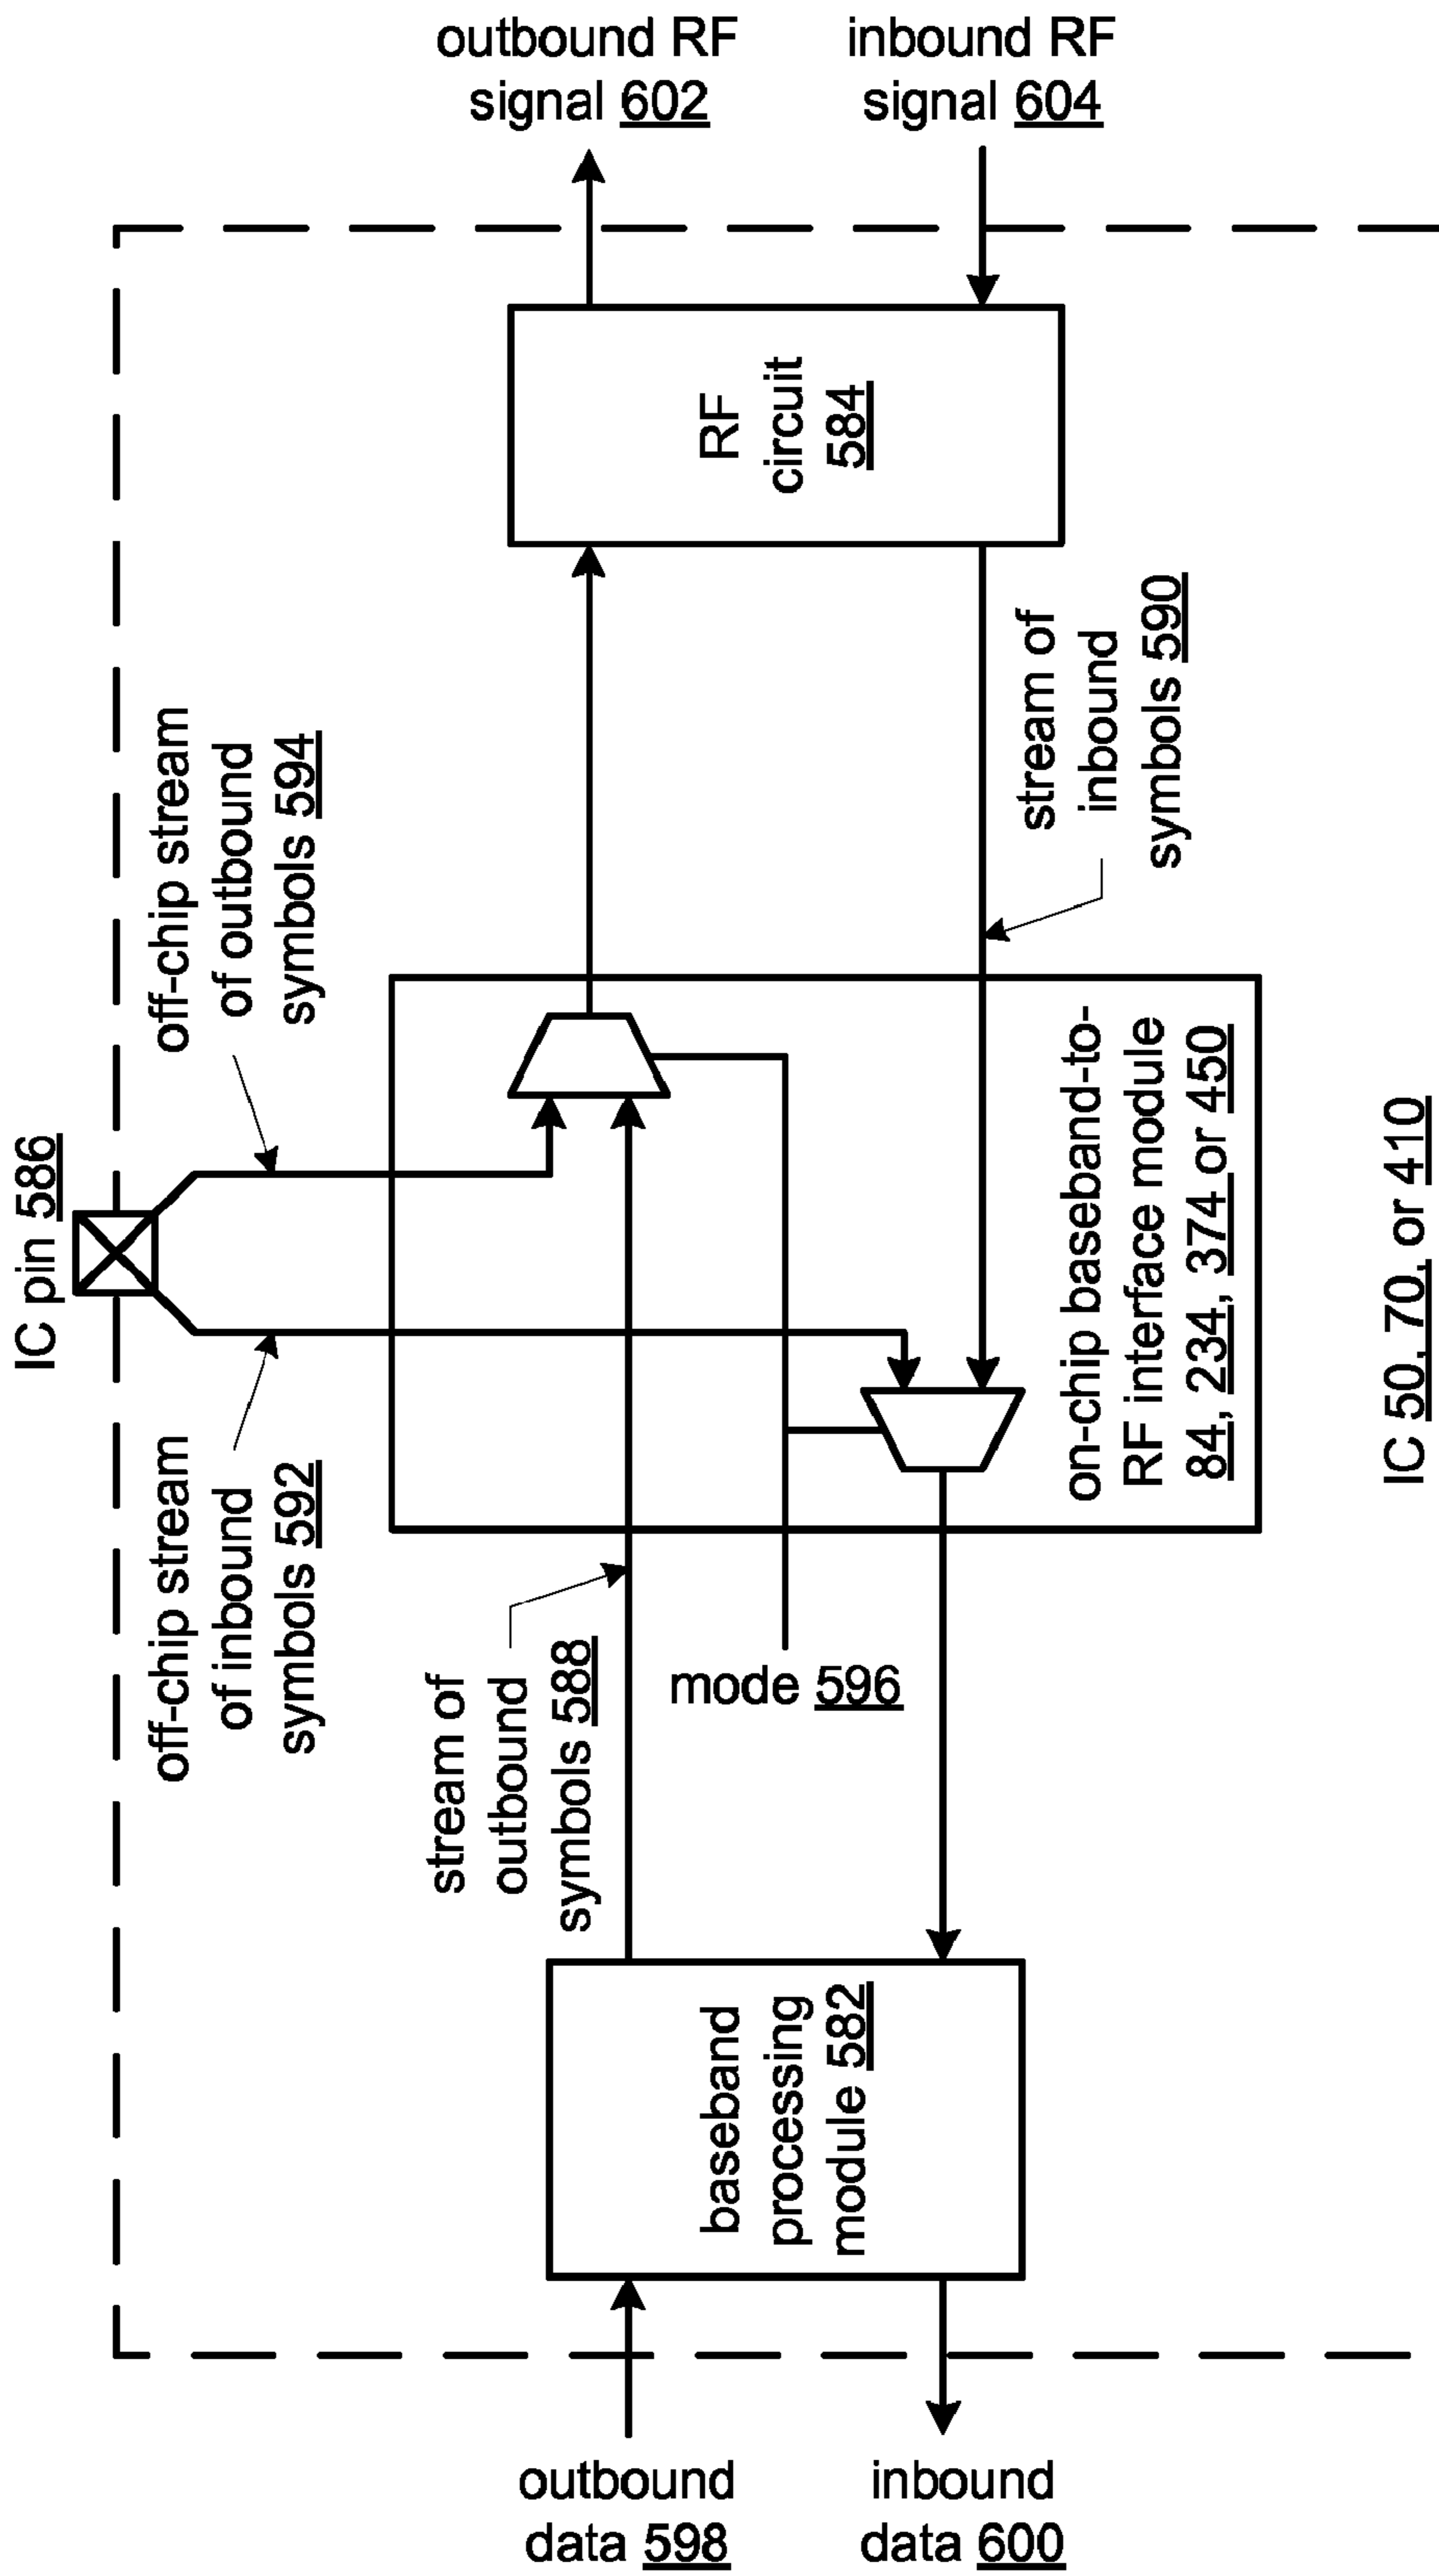 outbound RF
signal 602
inbound RF
signal 604
RF
circuit
584
IC pin 586
off-chip stream
of outbound
symbols 594
stream of
inbound
symbols 590
off-chip stream
of inbound
symbols 592
on-chip baseband-to-
RF interface module
84, 234, 374 or 450
IC 50, 70, or 410
stream of
outbound
symbols 588
mode 596
baseband
processing
module 582
outbound
data 598
inbound
data 600